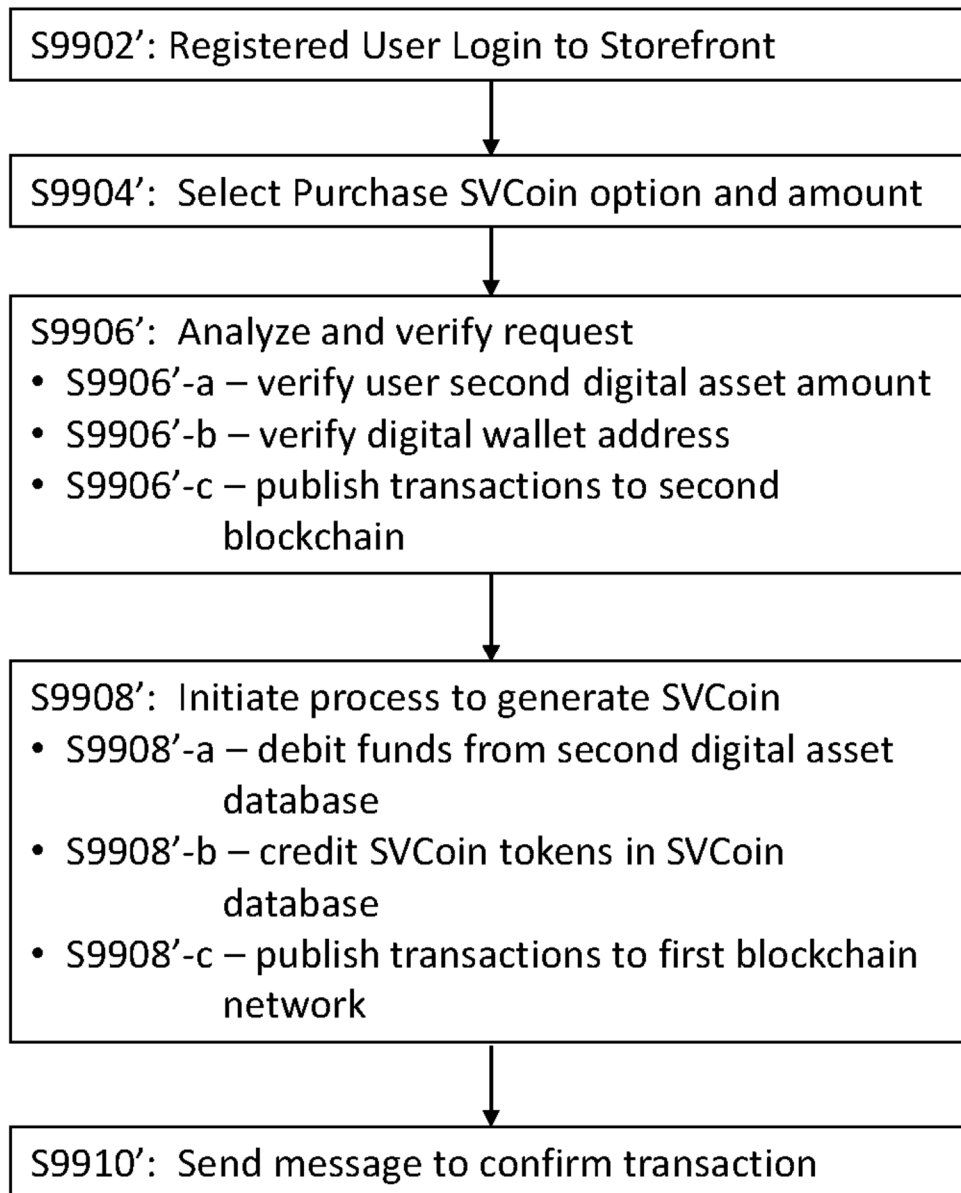 S9902’: Registered User Login to Storefront
S9904’: Select Purchase SVCoin option and amount
S9906’: Analyze and verify request
• S9906’-a – verify user second digital asset amount
• S9906’-b – verify digital wallet address
• S9906’-c – publish transactions to second
blockchain
S9908’: Initiate process to generate SVCoin
• S9908’-a – debit funds from second digital asset
database
• S9908’-b – credit SVCoin tokens in SVCoin
database
• S9908’-c – publish transactions to first blockchain
network
S9910’: Send message to confirm transaction